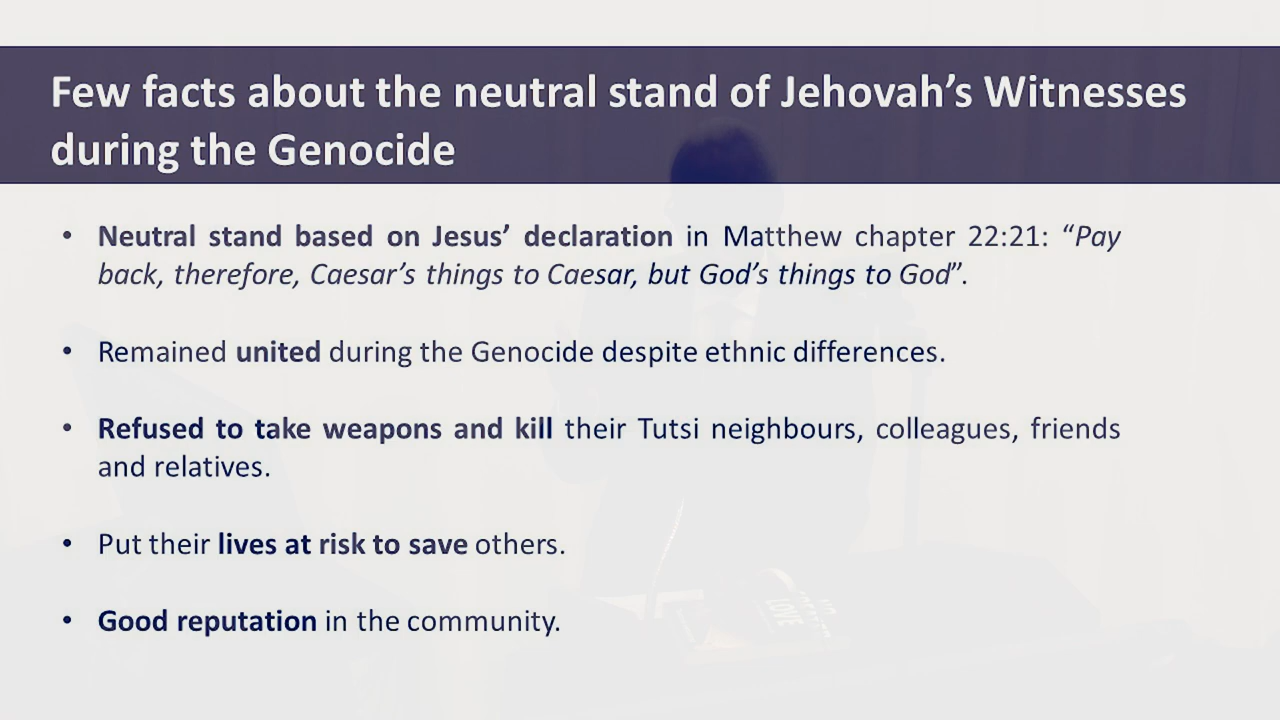 Few facts about the neutral stand of Jehovah’s Witnesses
during the Genocide
• Neutral stand based on Jesus’ declaration in Matthew chapter 22:21: “Pay
back, therefore, Caesar’s things to Caesar, but God’s things to God”.
• Remained united during the Genocide despite ethnic differences.
• Refused to take weapons and kill their Tutsi neighbours, colleagues, friends
and relatives.
• Put their lives at risk to save others.
LOVE
• Good reputation in the community.